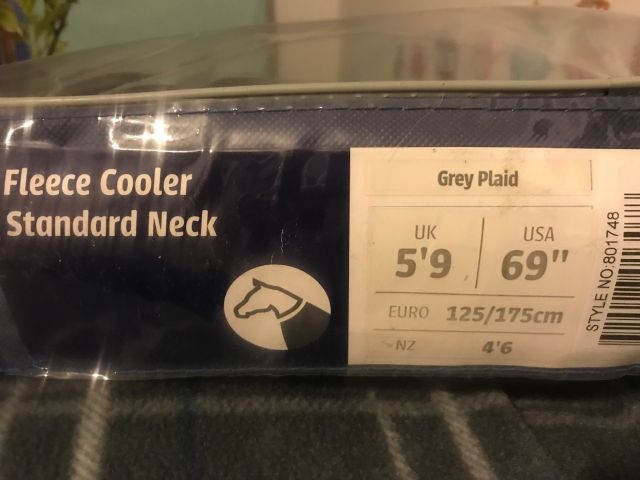 Fleece Cooler
Standard Neck
Grey Plaid
UK
5'9
USA
69"
EURO 125/175cm
NZ 4'6
STYLE NO:801748